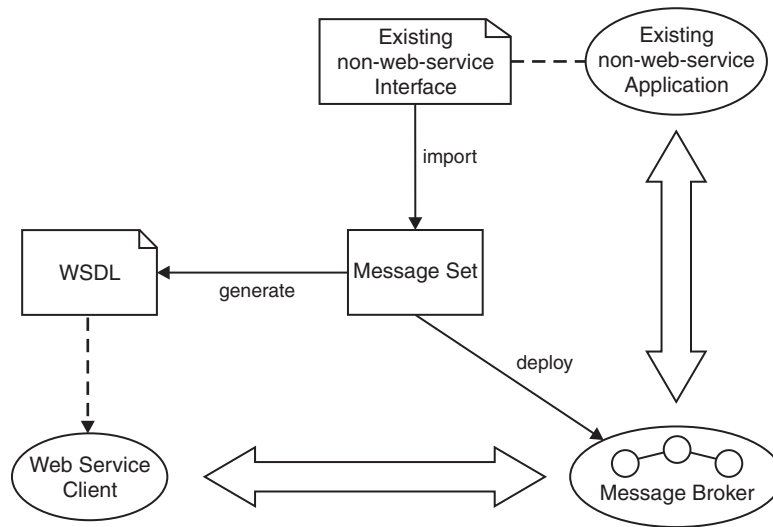 Existing
non-web-service
Interface
Existing
non-web-service
Application
import
WSDL
generate
Message Set
deploy
Web Service
Client
Message Broker